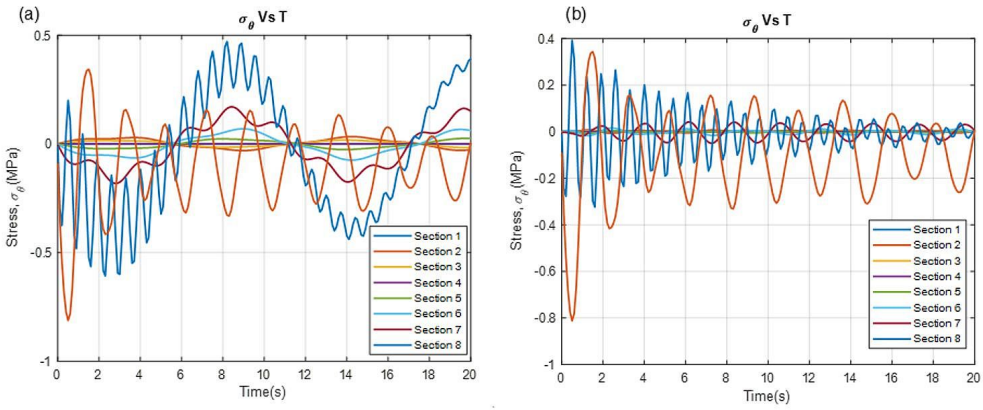 (a)
σθ Vs T
Stress, σθ (MPa)
0.5
0
-0.5
-1
0 2 4 6 8 10 12 14 16 18 20
Time(s)
Section 1
Section 2
Section 3
Section 4
Section 5
Section 6
Section 7
Section 8
(b)
σθ Vs T
Stress, σθ (MPa)
0.4
0.2
0
-0.2
-0.4
-0.6
-0.8
-1
0 2 4 6 8 10 12 14 16 18 20
Time(s)
Section 1
Section 2
Section 3
Section 4
Section 5
Section 6
Section 7
Section 8